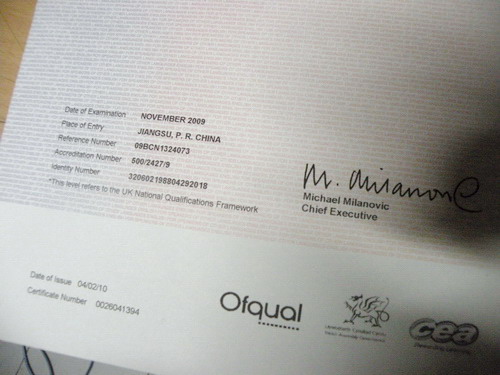 Date of Examination NOVEMBER 2009
Place of Entry JIANGSU, P. R. CHINA
Reference Number 09BCN1324073
Accreditation Number 500/2427/9
Identity Number 320602198804292018
*This level refers to the UK National Qualifications Framework
M. Milanovic
Michael Milanovic
Chief Executive
Date of Issue 04/02/10
Certificate Number 0026041394
Ofqual
cea